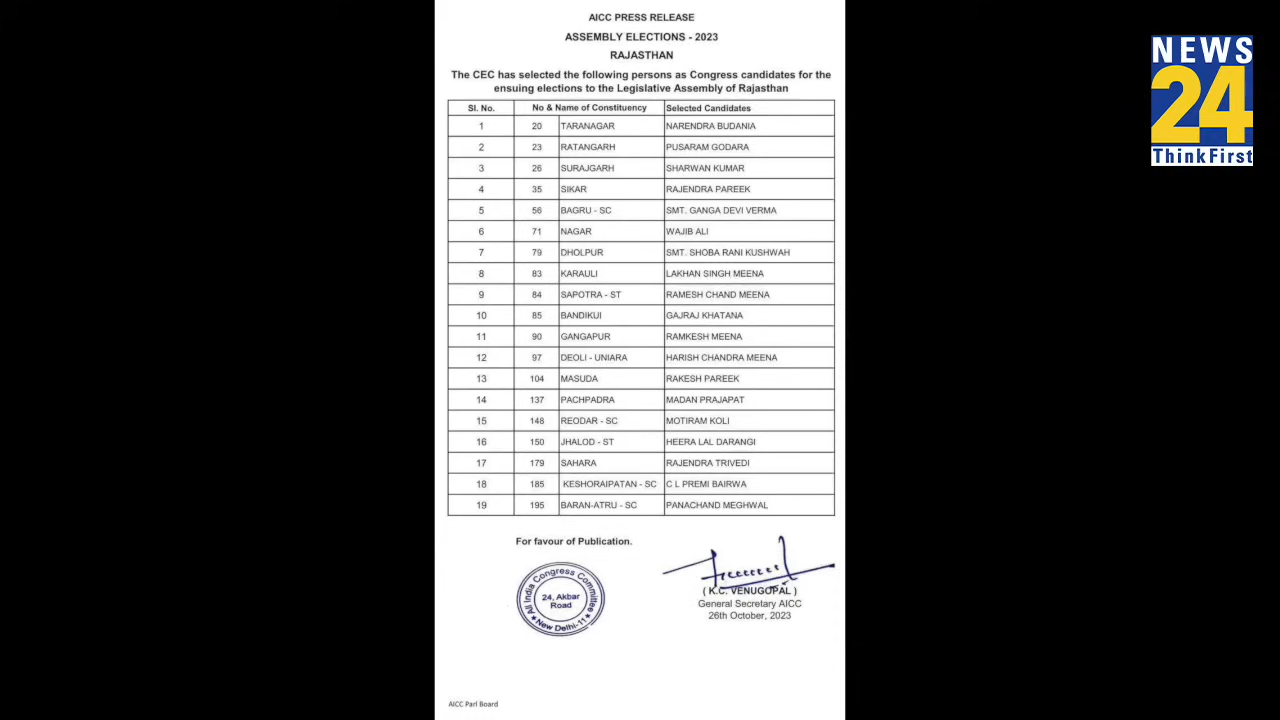 AICC PRESS RELEASE
ASSEMBLY ELECTIONS - 2023
RAJASTHAN
The CEC has selected the following persons as Congress candidates for the
ensuing elections to the Legislative Assembly of Rajasthan
Sl. No. No & Name of Constituency Selected Candidates
1 20 TARANAGAR NARENDRA BUDANIA
2 23 RATANGARH PUSARAM GODARA
3 26 SURAJGARH SHARWAN KUMAR
4 35 SIKAR RAJENDRA PAREEK
5 56 BAGRU - SC SMT. GANGA DEVI VERMA
6 71 NAGAR WAJIB ALI
7 79 DHOLPUR SMT. SHOBA RANI KUSHWAH
8 83 KARAULI LAKHAN SINGH MEENA
9 84 SAPOTRA - ST RAMESH CHAND MEENA
10 85 BANDIKUI GAJRAJ KHATANA
11 90 GANGAPUR RAMKESH MEENA
12 97 DEOLI - UNIARA HARISH CHANDRA MEENA
13 104 MASUDA RAKESH PAREEK
14 137 PACHPADRA MADAN PRAJAPAT
15 148 REODAR - SC MOTIRAM KOLI
16 150 JHALOD - ST HEERA LAL DARANGI
17 179 SAHARA RAJENDRA TRIVEDI
18 185 KESHORAIPATAN - SC C L PREMI BAIRWA
19 195 BARAN-ATRU - SC PANACHAND MEGHWAL
For favour of Publication.
All India Congress Committee
24, Akbar
Road
★ New Delhi-11 ★
( K.C. VENUGOPAL )
General Secretary AICC
26th October, 2023
AICC Parl Board
NEWS
24
ThinkFirst